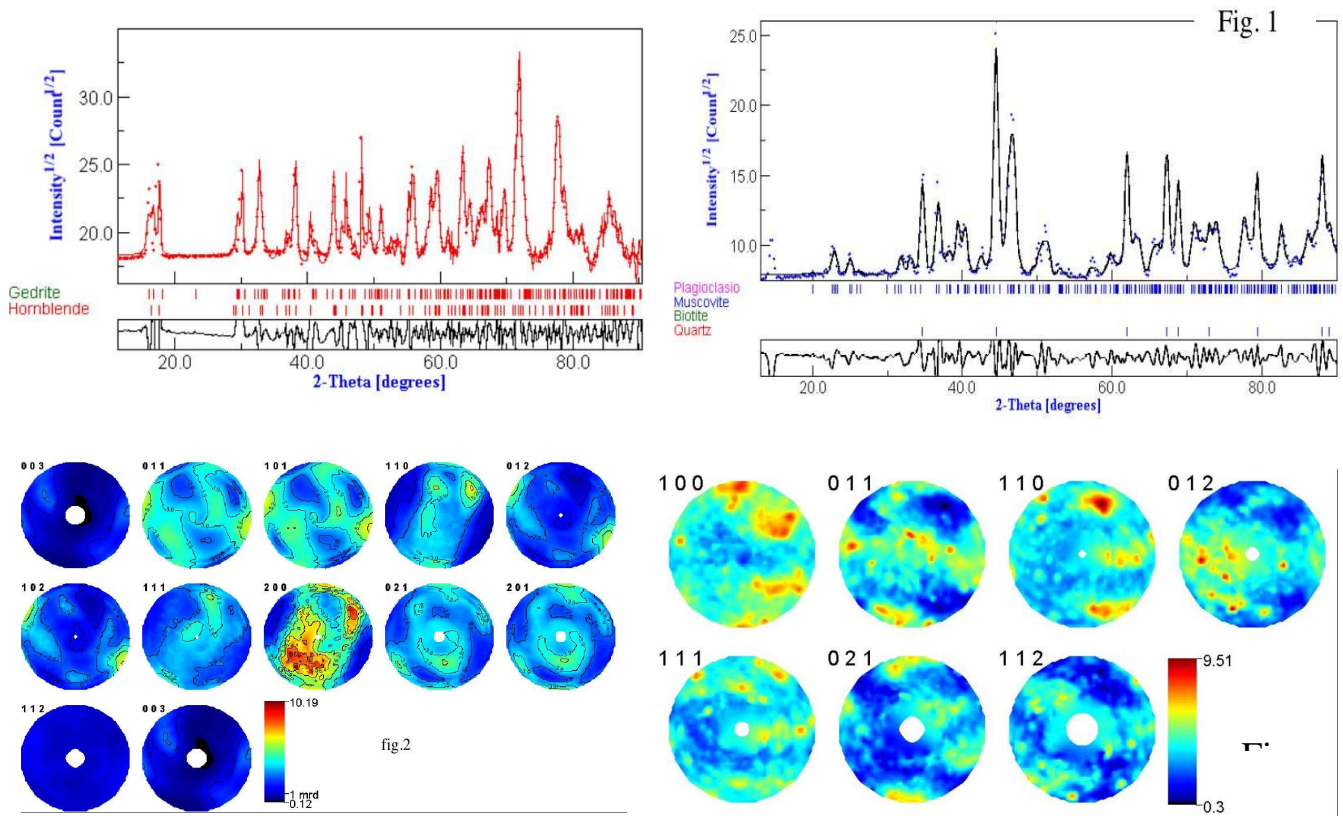 Intensity^1/2 [Count^1/2]
30.0
25.0
20.0
Gedrite
Hornblende
20.0 40.0 60.0 80.0
2-Theta [degrees]
Fig. 1
Intensity^1/2 [Count^1/2]
25.0
20.0
15.0
10.0
Plagioclasio
Muscovite
Biotite
Quartz
20.0 40.0 60.0 80.0
2-Theta [degrees]
0 0 3 0 1 1 1 0 1 1 1 0 0 1 2
1 0 2 1 1 1 2 0 0 0 2 1 2 0 1
1 1 2 0 0 3
10.19
1 mrd
0.12
fig.2
1 0 0 0 1 1 1 1 0 0 1 2
1 1 1 0 2 1 1 1 2
9.51
0.3